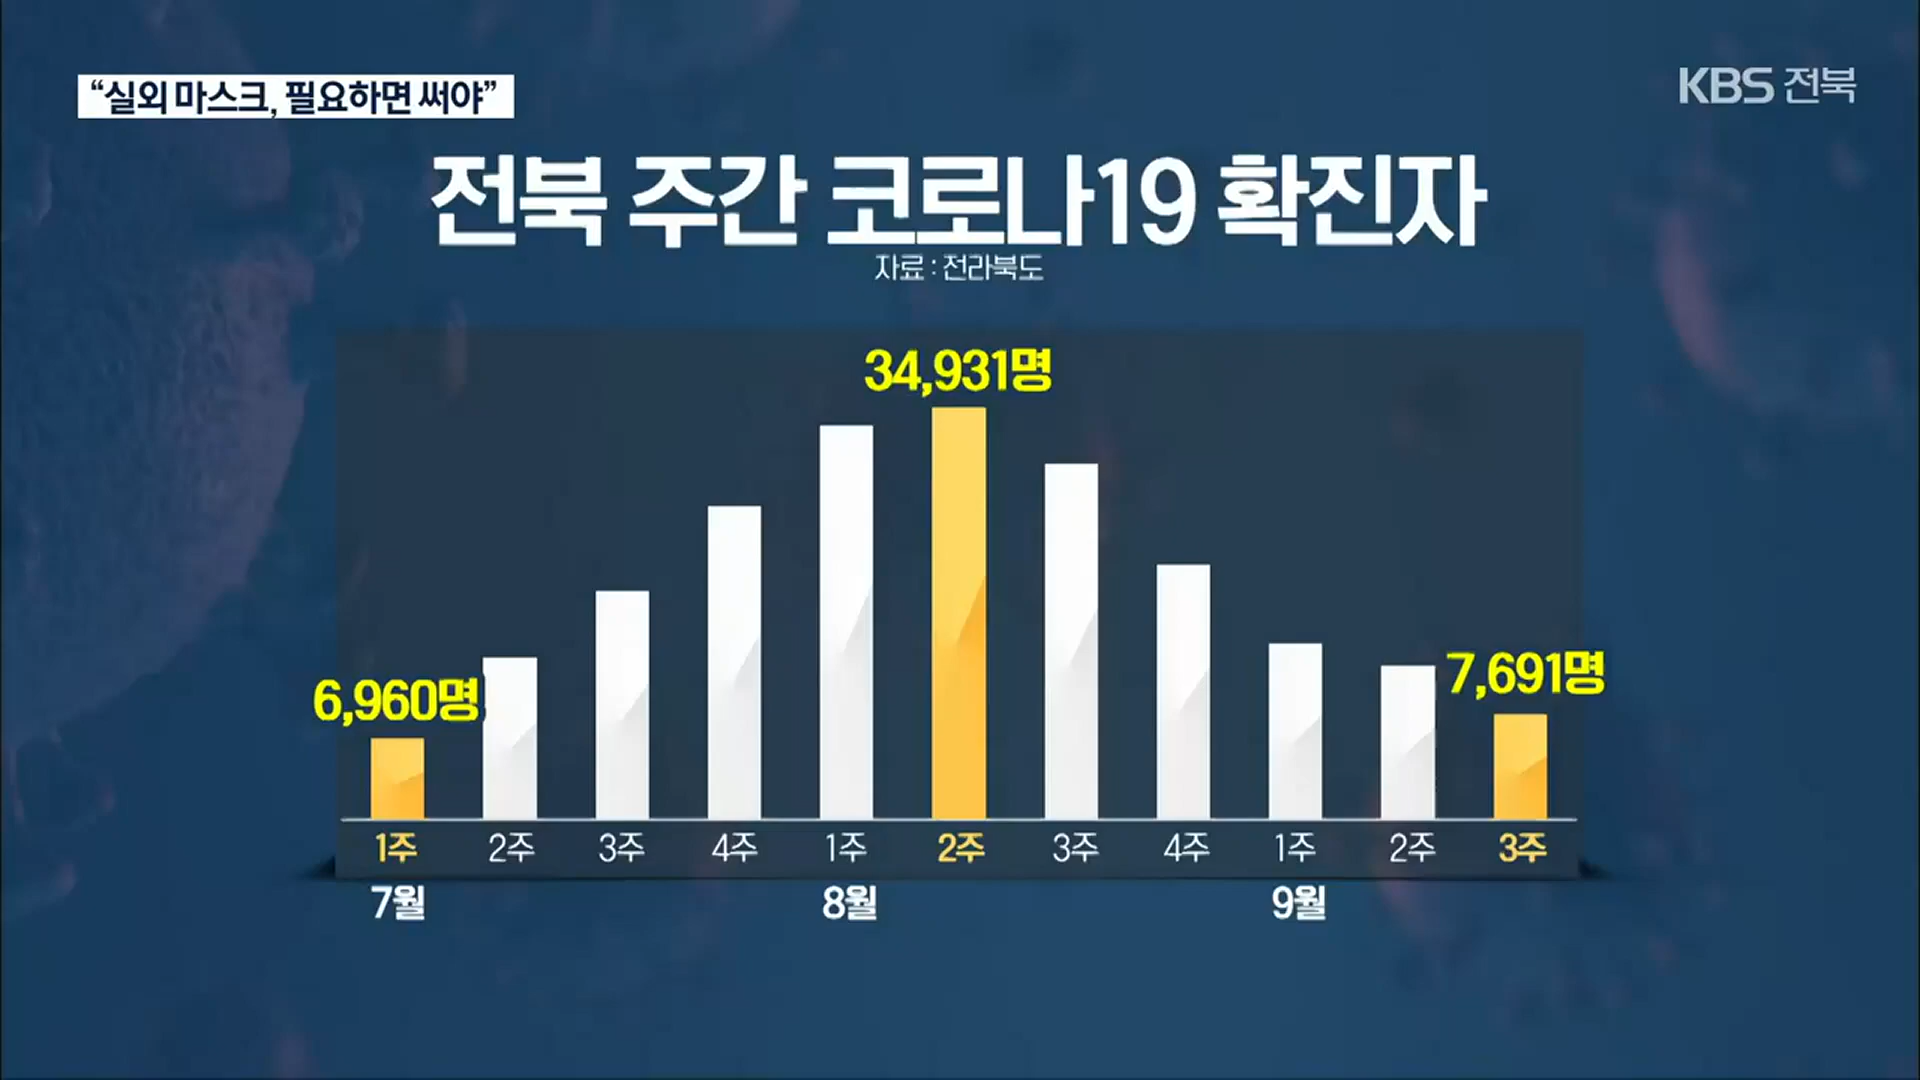 “실외 마스크, 필요하면 써야”
KBS 전북
전북 주간 코로나19 확진자
자료 : 전라북도
34,931명
6,960명
7,691명
1주 2주 3주 4주 1주 2주 3주 4주 1주 2주 3주
7월 8월 9월